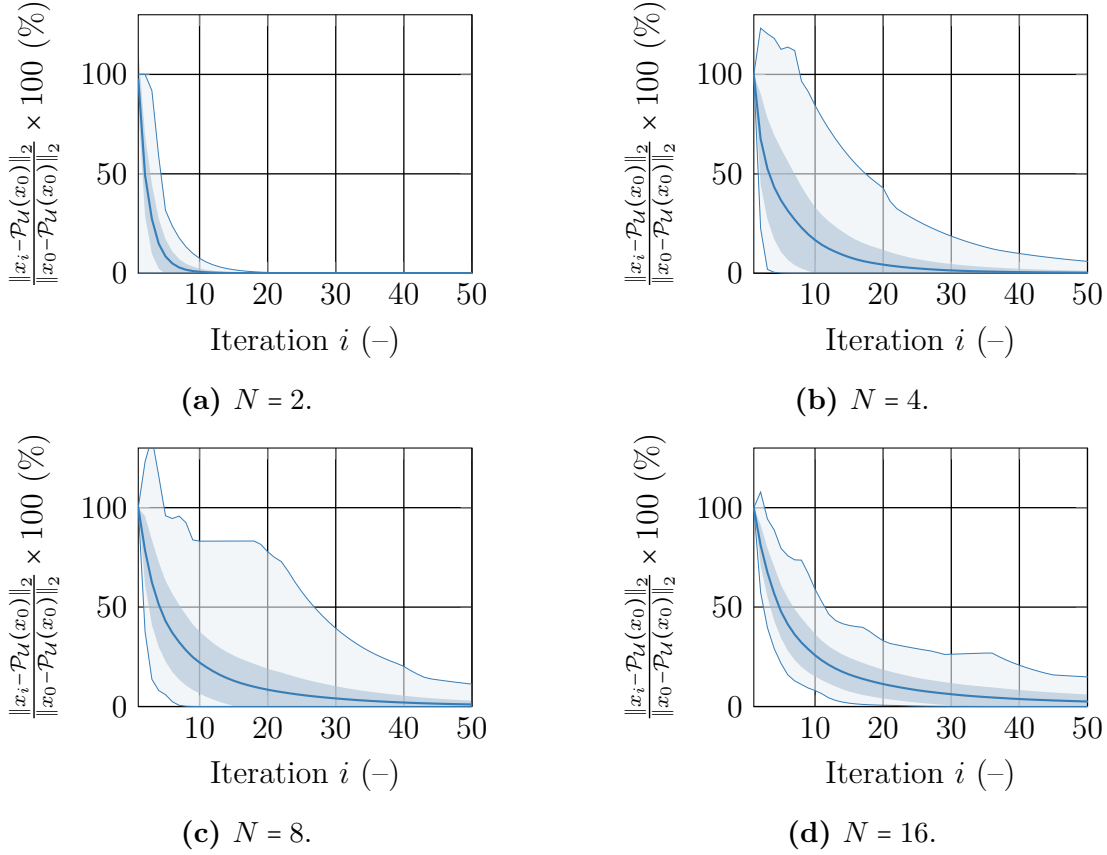 ‖x_i−𝒫_𝒰(x_0)‖_2 / ‖x_0−𝒫_𝒰(x_0)‖_2 × 100 (%)
100
50
0
10 20 30 40 50
Iteration i (–)
(a) N = 2.
‖x_i−𝒫_𝒰(x_0)‖_2 / ‖x_0−𝒫_𝒰(x_0)‖_2 × 100 (%)
100
50
0
10 20 30 40 50
Iteration i (–)
(b) N = 4.
‖x_i−𝒫_𝒰(x_0)‖_2 / ‖x_0−𝒫_𝒰(x_0)‖_2 × 100 (%)
100
50
0
10 20 30 40 50
Iteration i (–)
(c) N = 8.
‖x_i−𝒫_𝒰(x_0)‖_2 / ‖x_0−𝒫_𝒰(x_0)‖_2 × 100 (%)
100
50
0
10 20 30 40 50
Iteration i (–)
(d) N = 16.